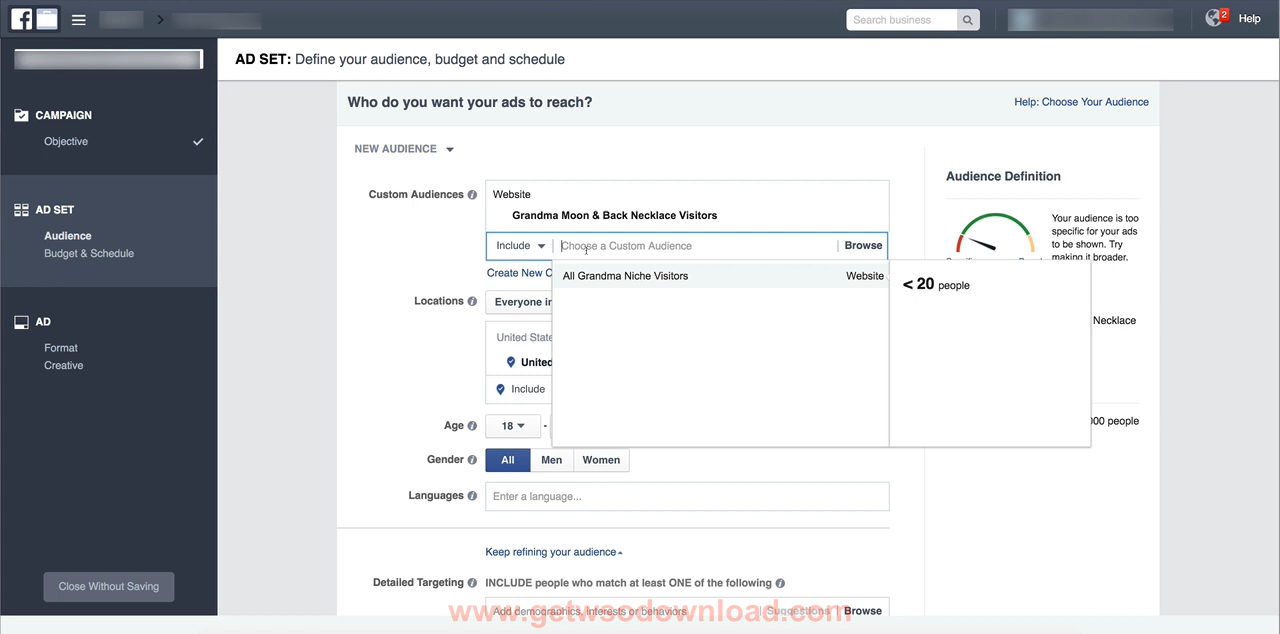 Search business
2
Help
AD SET: Define your audience, budget and schedule
CAMPAIGN
Objective
AD SET
Audience
Budget & Schedule
AD
Format
Creative
Close Without Saving
Who do you want your ads to reach?
Help: Choose Your Audience
NEW AUDIENCE
Custom Audiences
Website
Grandma Moon & Back Necklace Visitors
Include
Choose a Custom Audience
Browse
Create New C
All Grandma Niche Visitors
Website
< 20 people
Locations
Everyone in
United State
United
Include
Age
18
-
Gender
All
Men
Women
Languages
Enter a language...
Keep refining your audience
Detailed Targeting
INCLUDE people who match at least ONE of the following
Add demographics, interests or behaviors
Suggestions
Browse
Audience Definition
Your audience is too
specific for your ads
to be shown. Try
making it broader.
Necklace
000 people
www.getwsodownload.com